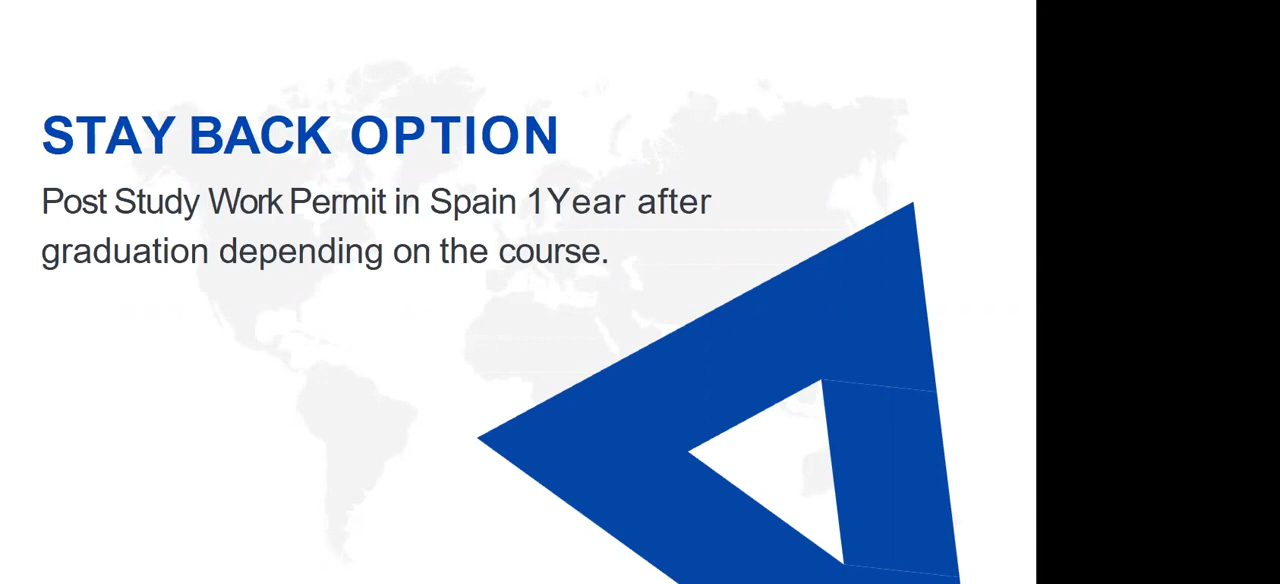 STAY BACK OPTION
Post Study Work Permit in Spain 1Year after
graduation depending on the course.